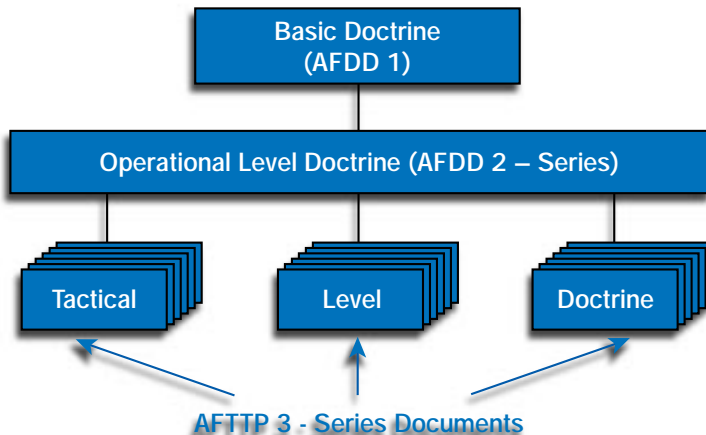 Basic Doctrine
(AFDD 1)
Operational Level Doctrine (AFDD 2 – Series)
Tactical
Level
Doctrine
AFTTP 3 - Series Documents